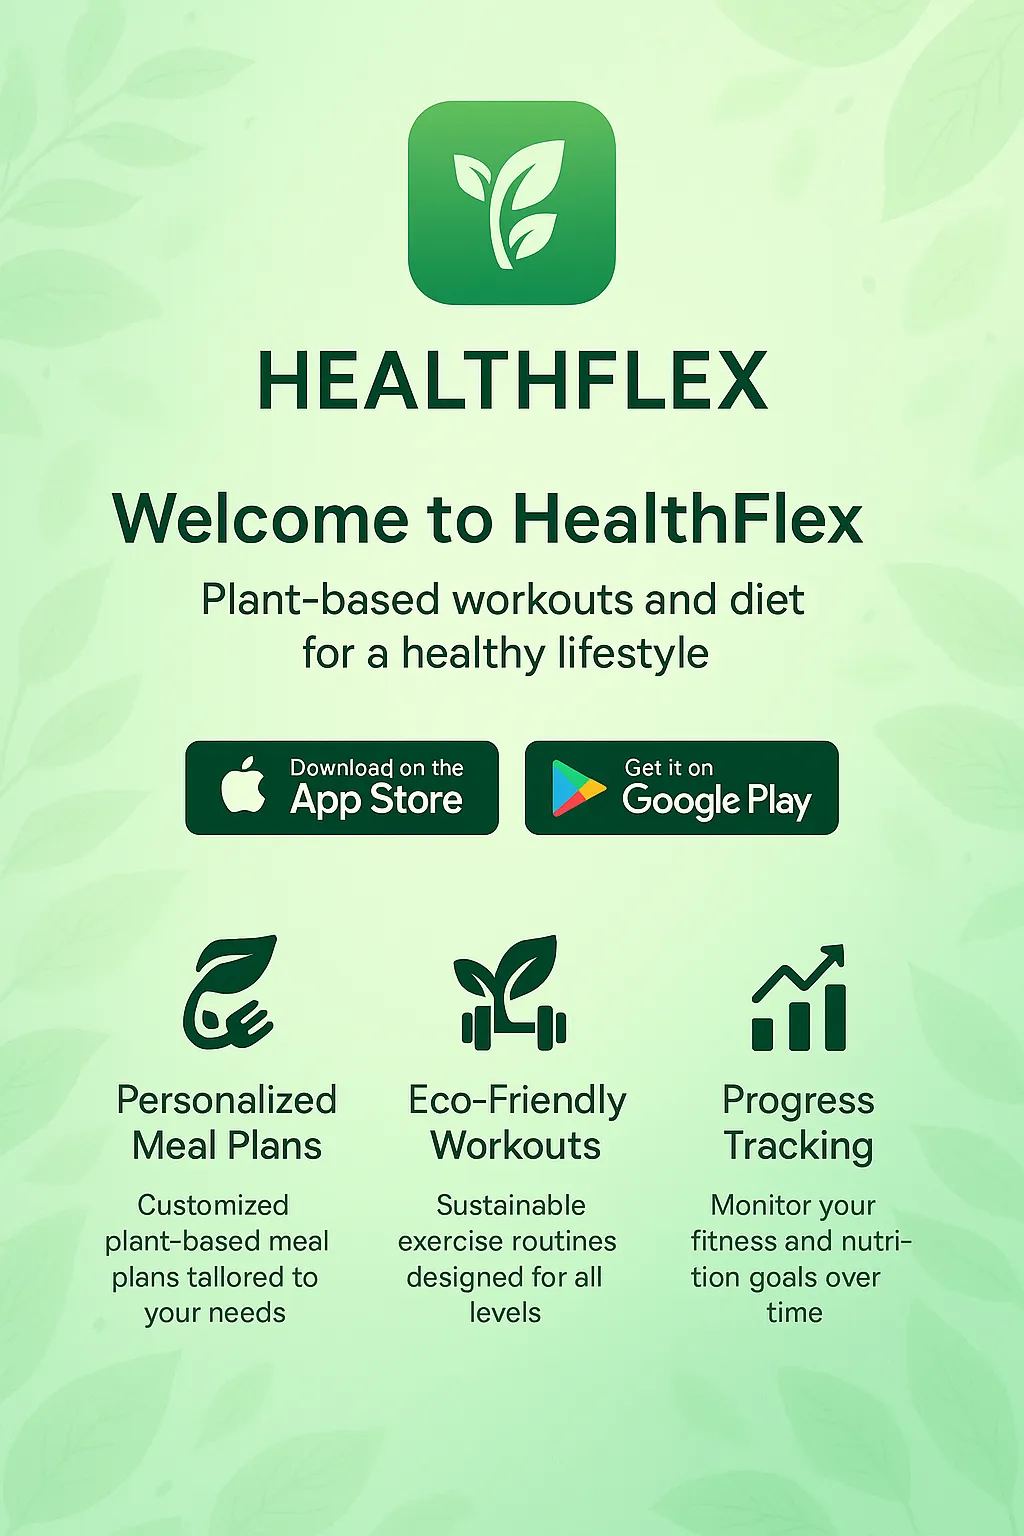 HEALTHFLEX
Welcome to HealthFlex
Plant-based workouts and diet
for a healthy lifestyle
Download on the
App Store
Get it on
Google Play
Personalized
Meal Plans
Customized
plant-based meal
plans tailored to
your needs
Eco-Friendly
Workouts
Sustainable
exercise routines
designed for all
levels
Progress
Tracking
Monitor your
fitness and nutri-
tion goals over
time